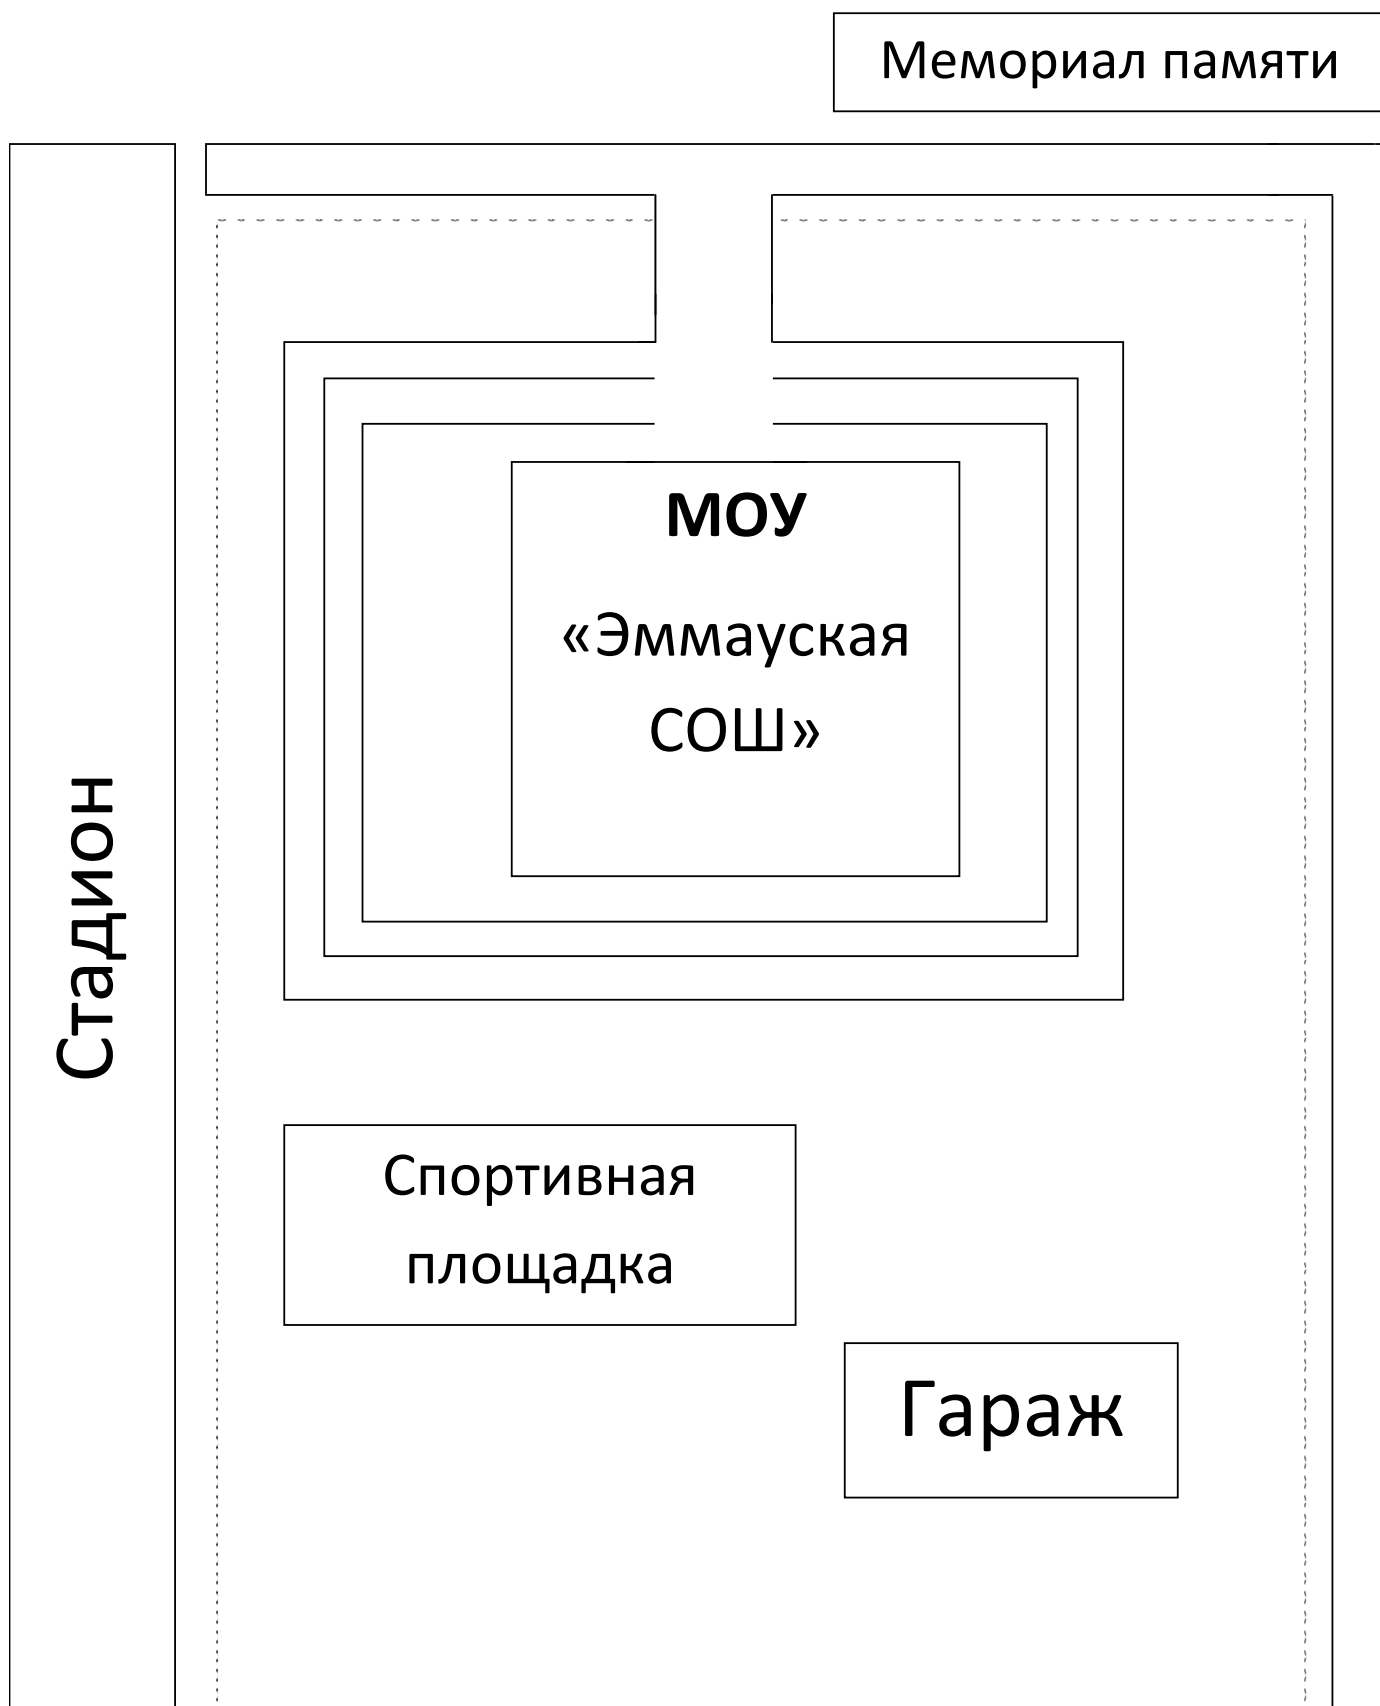 Мемориал памяти
МОУ
«Эммауская
СОШ»
Стадион
Спортивная
площадка
Гараж